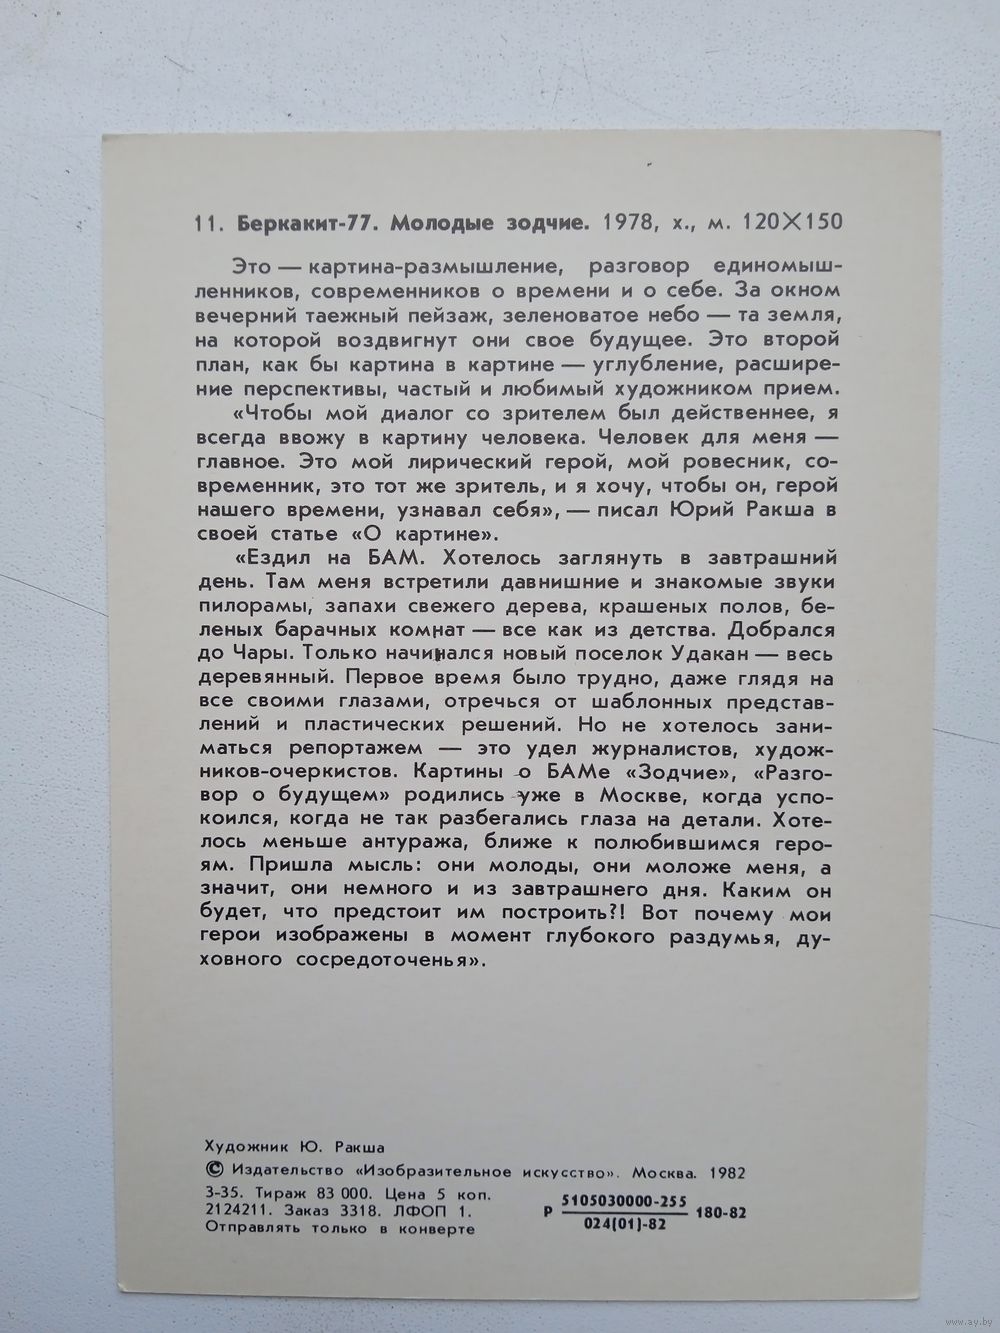 11. Беркакит-77. Молодые зодчие. 1978, х., м. 120×150
Это — картина-размышление, разговор единомыш-
ленников, современников о времени и о себе. За окном
вечерний таежный пейзаж, зеленоватое небо — та земля,
на которой воздвигнут они свое будущее. Это второй
план, как бы картина в картине — углубление, расшире-
ние перспективы, частый и любимый художником прием.
«Чтобы мой диалог со зрителем был действеннее, я
всегда ввожу в картину человека. Человек для меня —
главное. Это мой лирический герой, мой ровесник, со-
временник, это тот же зритель, и я хочу, чтобы он, герой
нашего времени, узнавал себя», — писал Юрий Ракша в
своей статье «О картине».
«Ездил на БАМ. Хотелось заглянуть в завтрашний
день. Там меня встретили давнишние и знакомые звуки
пилорамы, запахи свежего дерева, крашеных полов, бе-
леных барачных комнат — все как из детства. Добрался
до Чары. Только начинался новый поселок Удакан — весь
деревянный. Первое время было трудно, даже глядя на
все своими глазами, отречься от шаблонных представ-
лений и пластических решений. Но не хотелось зани-
маться репортажем — это удел журналистов, худож-
ников-очеркистов. Картины о БАМе «Зодчие», «Разго-
вор о будущем» родились уже в Москве, когда успо-
коился, когда не так разбегались глаза на детали. Хоте-
лось меньше антуража, ближе к полюбившимся геро-
ям. Пришла мысль: они молоды, они моложе меня, а
значит, они немного и из завтрашнего дня. Каким он
будет, что предстоит им построить?! Вот почему мои
герои изображены в момент глубокого раздумья, ду-
ховного сосредоточенья».
Художник Ю. Ракша
© Издательство «Изобразительное искусство». Москва. 1982
3-35. Тираж 83 000. Цена 5 коп.
2124211. Заказ 3318. ЛФОП 1.
Отправлять только в конверте
Р 5105030000-255 180-82
024(01)-82
www.ay.by